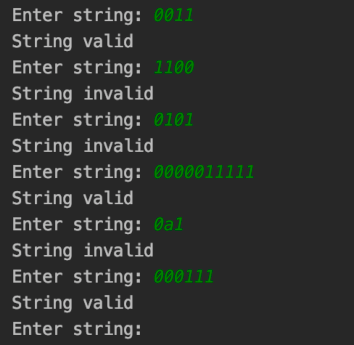 Enter string: 0011
String valid
Enter string: 1100
String invalid
Enter string: 0101
String invalid
Enter string: 0000011111
String valid
Enter string: 0a1
String invalid
Enter string: 000111
String valid
Enter string: